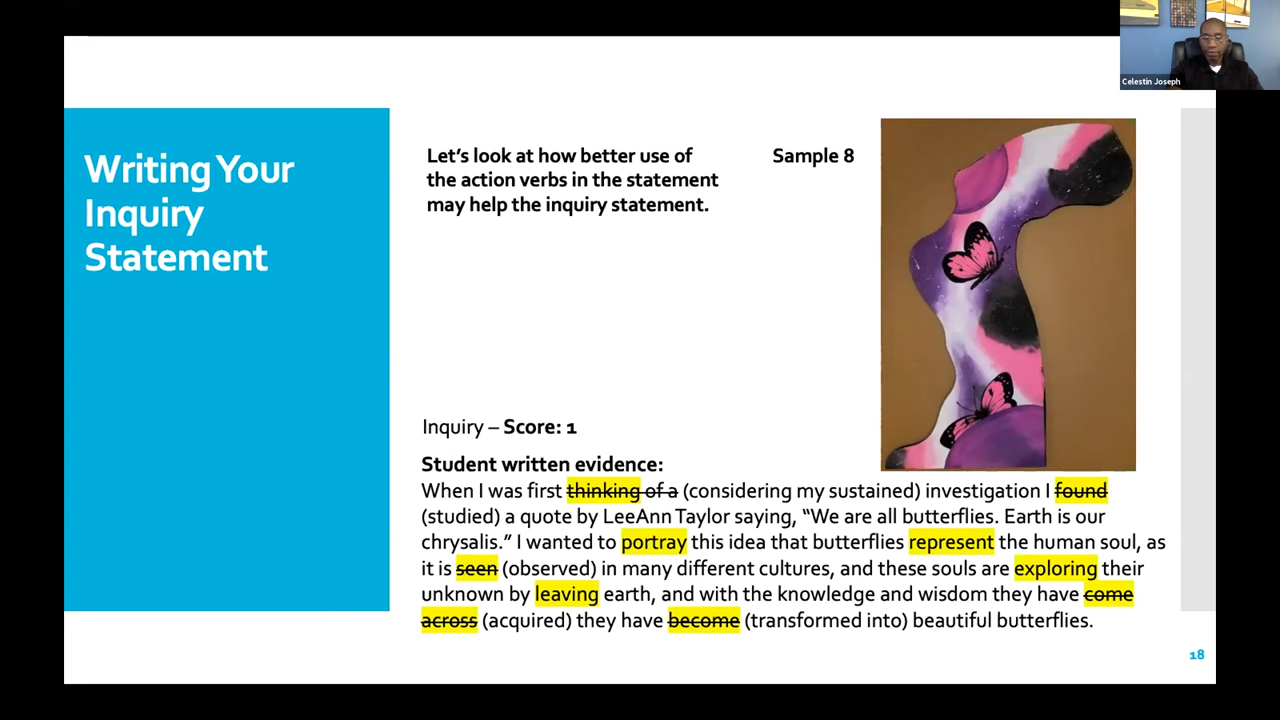 Celestin Joseph
Writing Your
Inquiry
Statement
Let's look at how better use of
the action verbs in the statement
may help the inquiry statement.
Sample 8
Inquiry – Score: 1
Student written evidence:
When I was first thinking of a (considering my sustained) investigation I found
(studied) a quote by LeeAnn Taylor saying, “We are all butterflies. Earth is our
chrysalis.” I wanted to portray this idea that butterflies represent the human soul, as
it is seen (observed) in many different cultures, and these souls are exploring their
unknown by leaving earth, and with the knowledge and wisdom they have come
across (acquired) they have become (transformed into) beautiful butterflies.
18